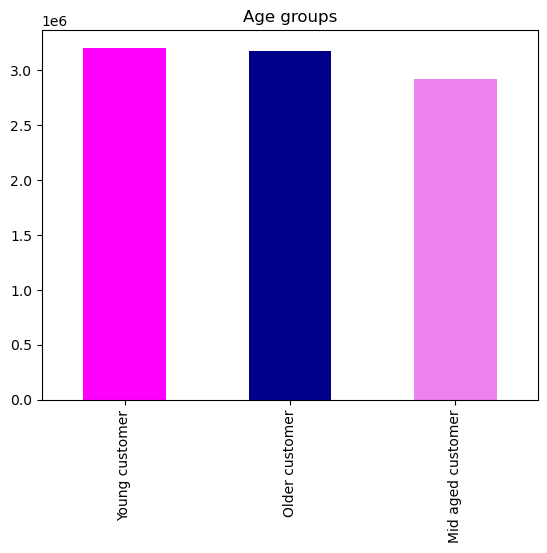 Age groups
1e6
3.0
2.5
2.0
1.5
1.0
0.5
0.0
Young customer
Older customer
Mid aged customer